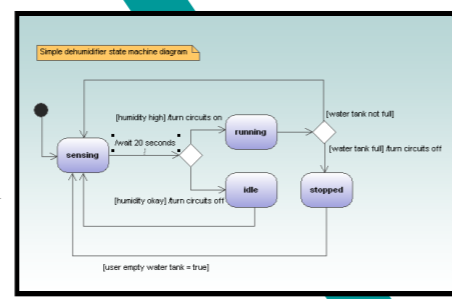 Simple dehumidifier state machine diagram
[humidity high] /turn circuits on
[water tank not full]
/wait 20 seconds
running
[water tank full] /turn circuits off
sensing
idle
stopped
[humidity okay] /turn circuits off
[user empty water tank = true]